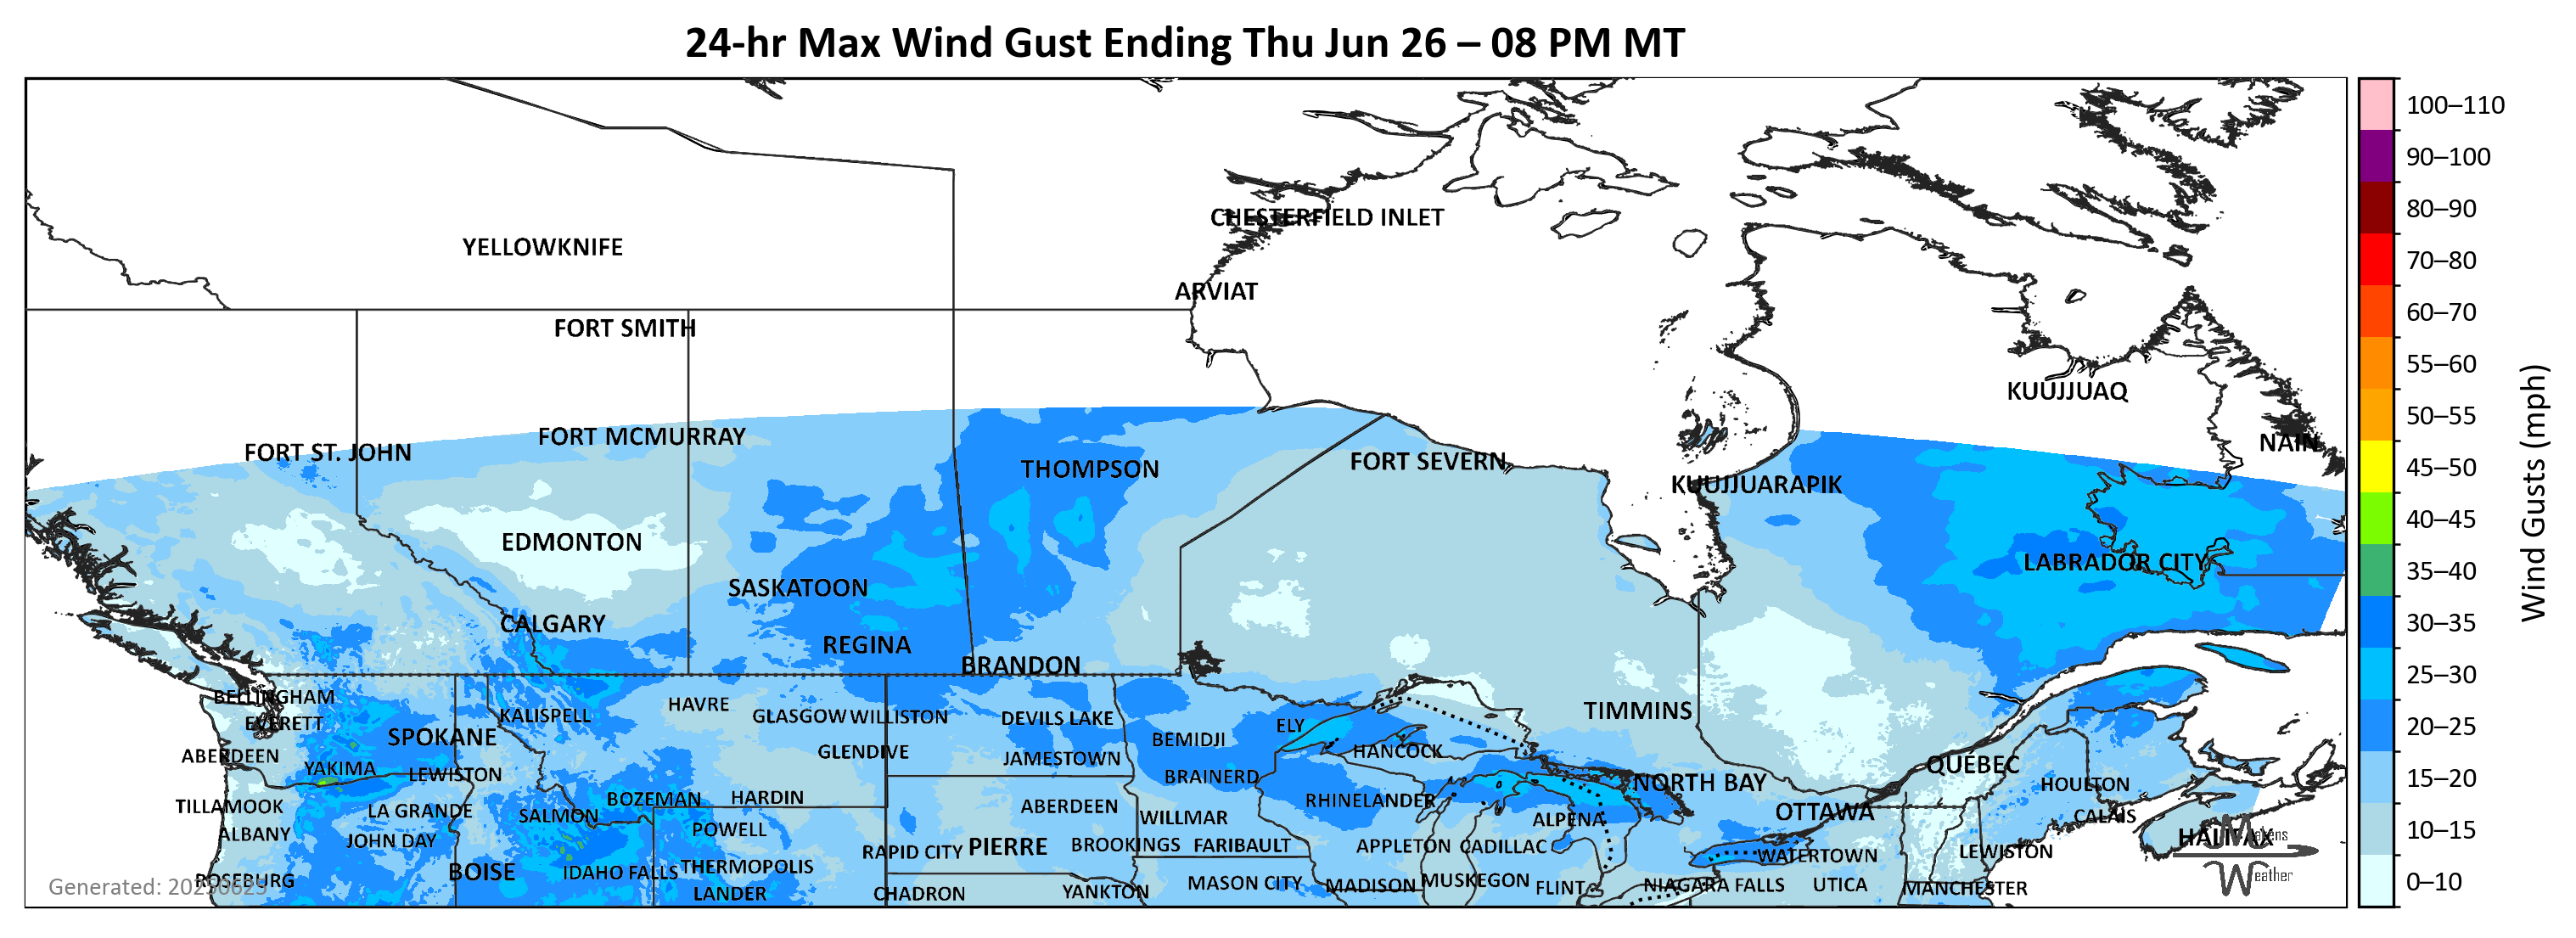 24-hr Max Wind Gust Ending Thu Jun 26 – 08 PM MT
100–110
90–100
80–90
70–80
60–70
55–60
50–55
45–50
40–45
35–40
30–35
25–30
20–25
15–20
10–15
0–10
Wind Gusts (mph)
CHESTERFIELD INLET
YELLOWKNIFE
ARVIAT
FORT SMITH
KUUJJUAQ
FORT MCMURRAY
NAIN
FORT ST. JOHN
THOMPSON
FORT SEVERN
KUUJJUARAPIK
EDMONTON
LABRADOR CITY
SASKATOON
CALGARY
REGINA
BRANDON
BELLINGHAM
HAVRE
TIMMINS
EVERETT
KALISPELL
GLASGOW
WILLISTON
DEVILS LAKE
ELY
SPOKANE
BEMIDJI
HANCOCK
ABERDEEN
GLENDIVE
JAMESTOWN
QUEBEC
YAKIMA
LEWISTON
BRAINERD
NORTH BAY
HOULTON
TILLAMOOK
LA GRANDE
SALMON
BOZEMAN
HARDIN
ABERDEEN
RHINELANDER
OTTAWA
WILLMAR
ALPENA
CALAIS
ALBANY
JOHN DAY
POWELL
HALIFAX
RAPID CITY
PIERRE
BROOKINGS
FARIBAULT
APPLETON
CADILLAC
WATERTOWN
LEWISTON
BOISE
IDAHO FALLS
THERMOPOLIS
ROSEBURG
MASON CITY
MADISON
MUSKEGON
FLINT
NIAGARA FALLS
UTICA
MANCHESTER
LANDER
CHADRON
YANKTON
Generated: 20250625
Makens
Weather